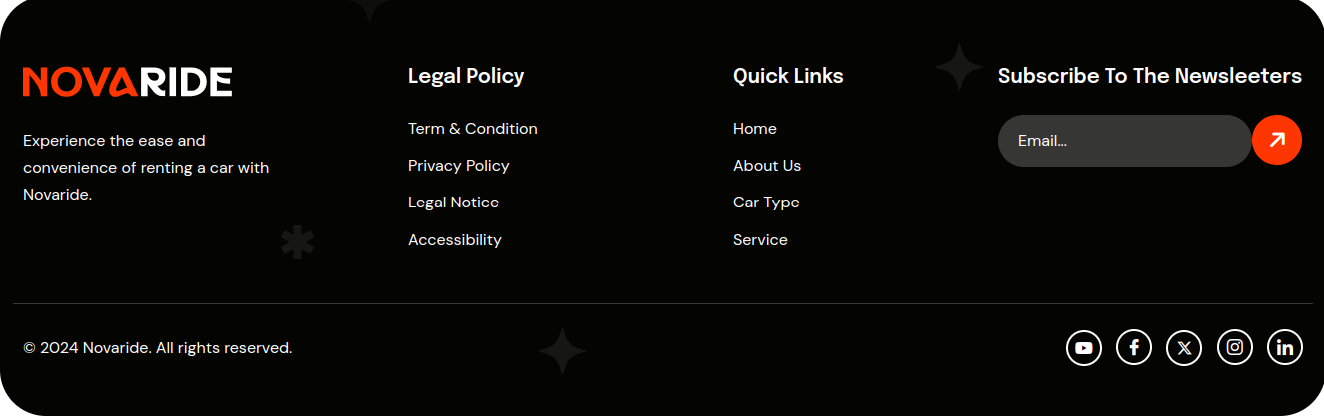 NOVARIDE
Experience the ease and
convenience of renting a car with
Novaride.
Legal Policy
Term & Condition
Privacy Policy
Legal Notice
Accessibility
Quick Links
Home
About Us
Car Type
Service
Subscribe To The Newsleeters
Email...
© 2024 Novaride. All rights reserved.